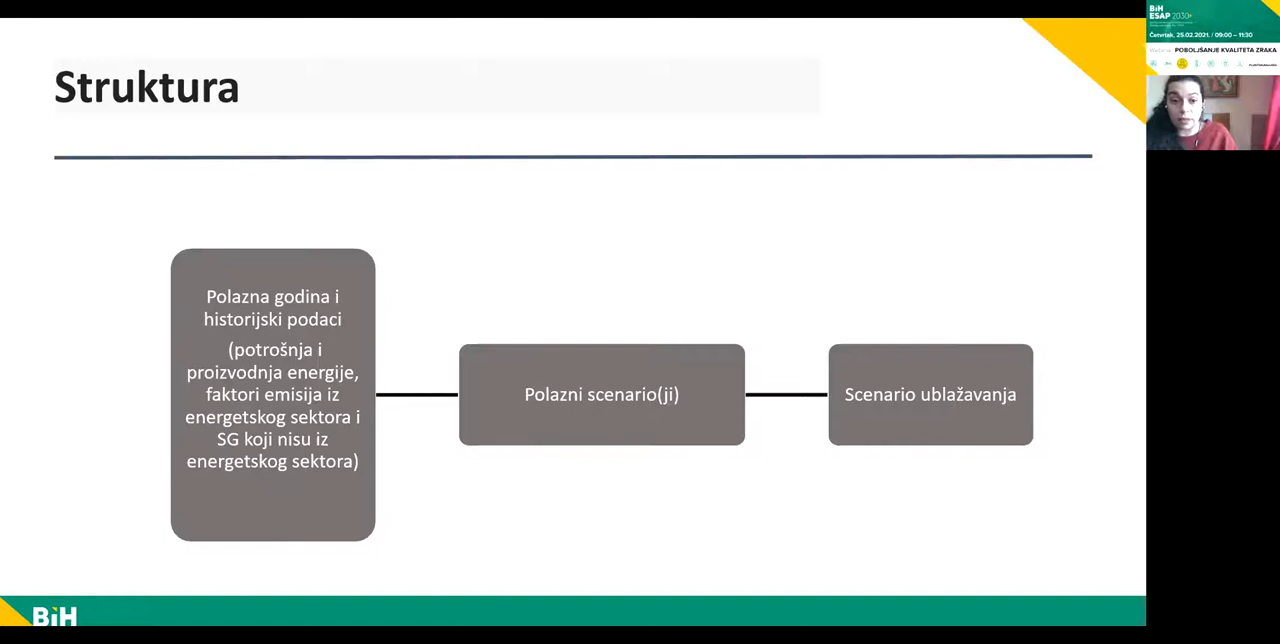 Struktura
Polazna godina i
historijski podaci
(potrošnja i
proizvodnja energije,
faktori emisija iz
energetskog sektora i
SG koji nisu iz
energetskog sektora)
Polazni scenario(ji)
Scenario ublažavanja
BiH
BiH
ESAP 2030+
Četvrtak, 25.02.2021. / 09:00 – 11:30
Webinar: POBOLJŠANJE KVALITETA ZRAKA